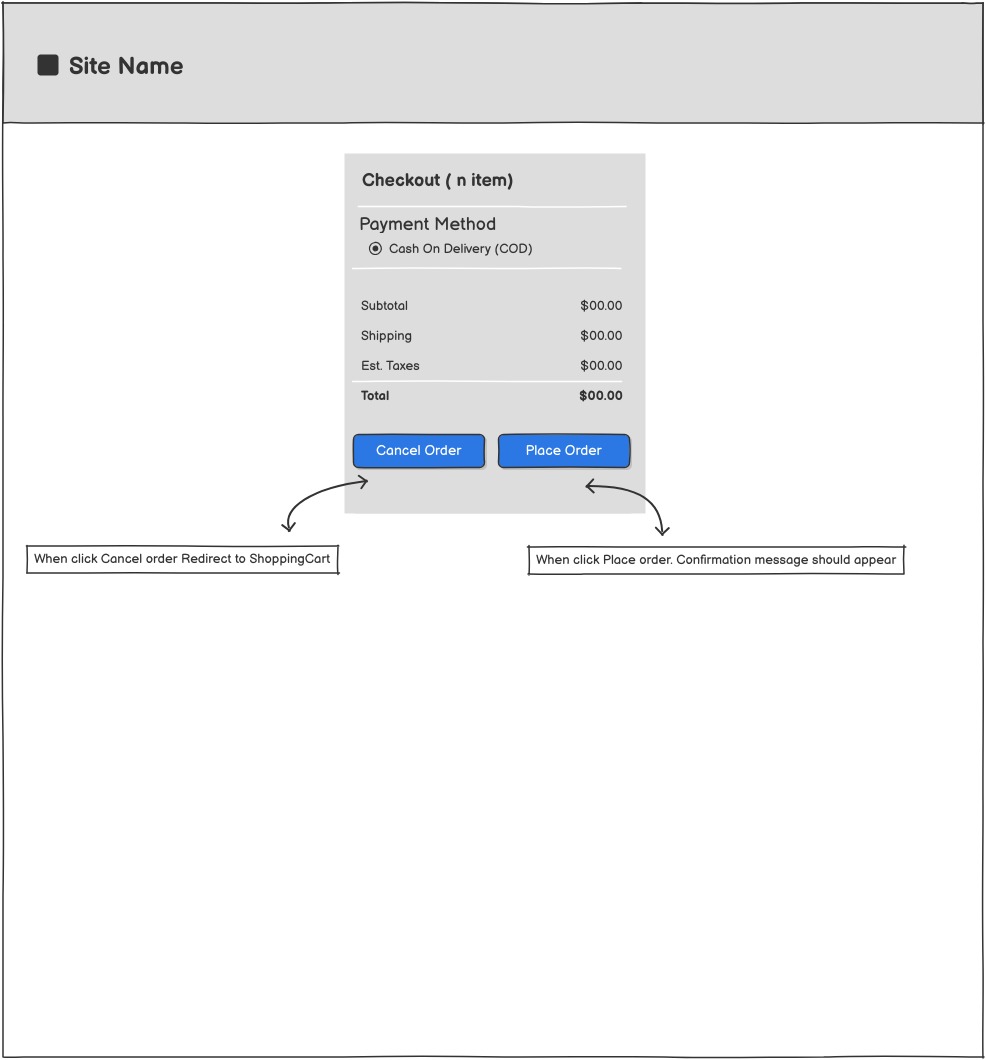 Site Name
Checkout ( n item)
Payment Method
Cash On Delivery (COD)
Subtotal $00.00
Shipping $00.00
Est. Taxes $00.00
Total $00.00
Cancel Order Place Order
When click Cancel order Redirect to ShoppingCart
When click Place order. Confirmation message should appear